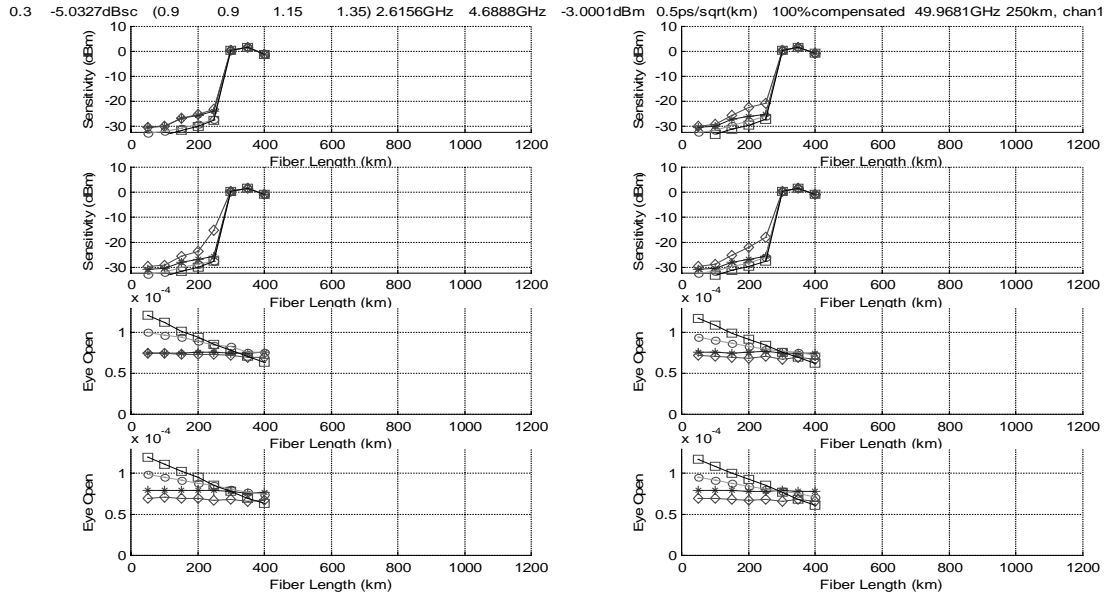 0.3 -5.0327dBsc (0.9 0.9 1.15 1.35) 2.6156GHz 4.6888GHz -3.0001dBm 0.5ps/sqrt(km) 100%compensated 49.9681GHz 250km, chan1
10
0
-10
-20
-30
Sensitivity (dBm)
0 200 400 600 800 1000 1200
Fiber Length (km)
10
0
-10
-20
-30
Sensitivity (dBm)
0 200 400 600 800 1000 1200
Fiber Length (km)
10
0
-10
-20
-30
Sensitivity (dBm)
0 200 400 600 800 1000 1200
Fiber Length (km)
10
0
-10
-20
-30
Sensitivity (dBm)
0 200 400 600 800 1000 1200
Fiber Length (km)
x 10-4
1
0.5
0
Eye Open
0 200 400 600 800 1000 1200
Fiber Length (km)
x 10-4
1
0.5
0
Eye Open
0 200 400 600 800 1000 1200
Fiber Length (km)
x 10-4
1
0.5
0
Eye Open
0 200 400 600 800 1000 1200
Fiber Length (km)
x 10-4
1
0.5
0
Eye Open
0 200 400 600 800 1000 1200
Fiber Length (km)